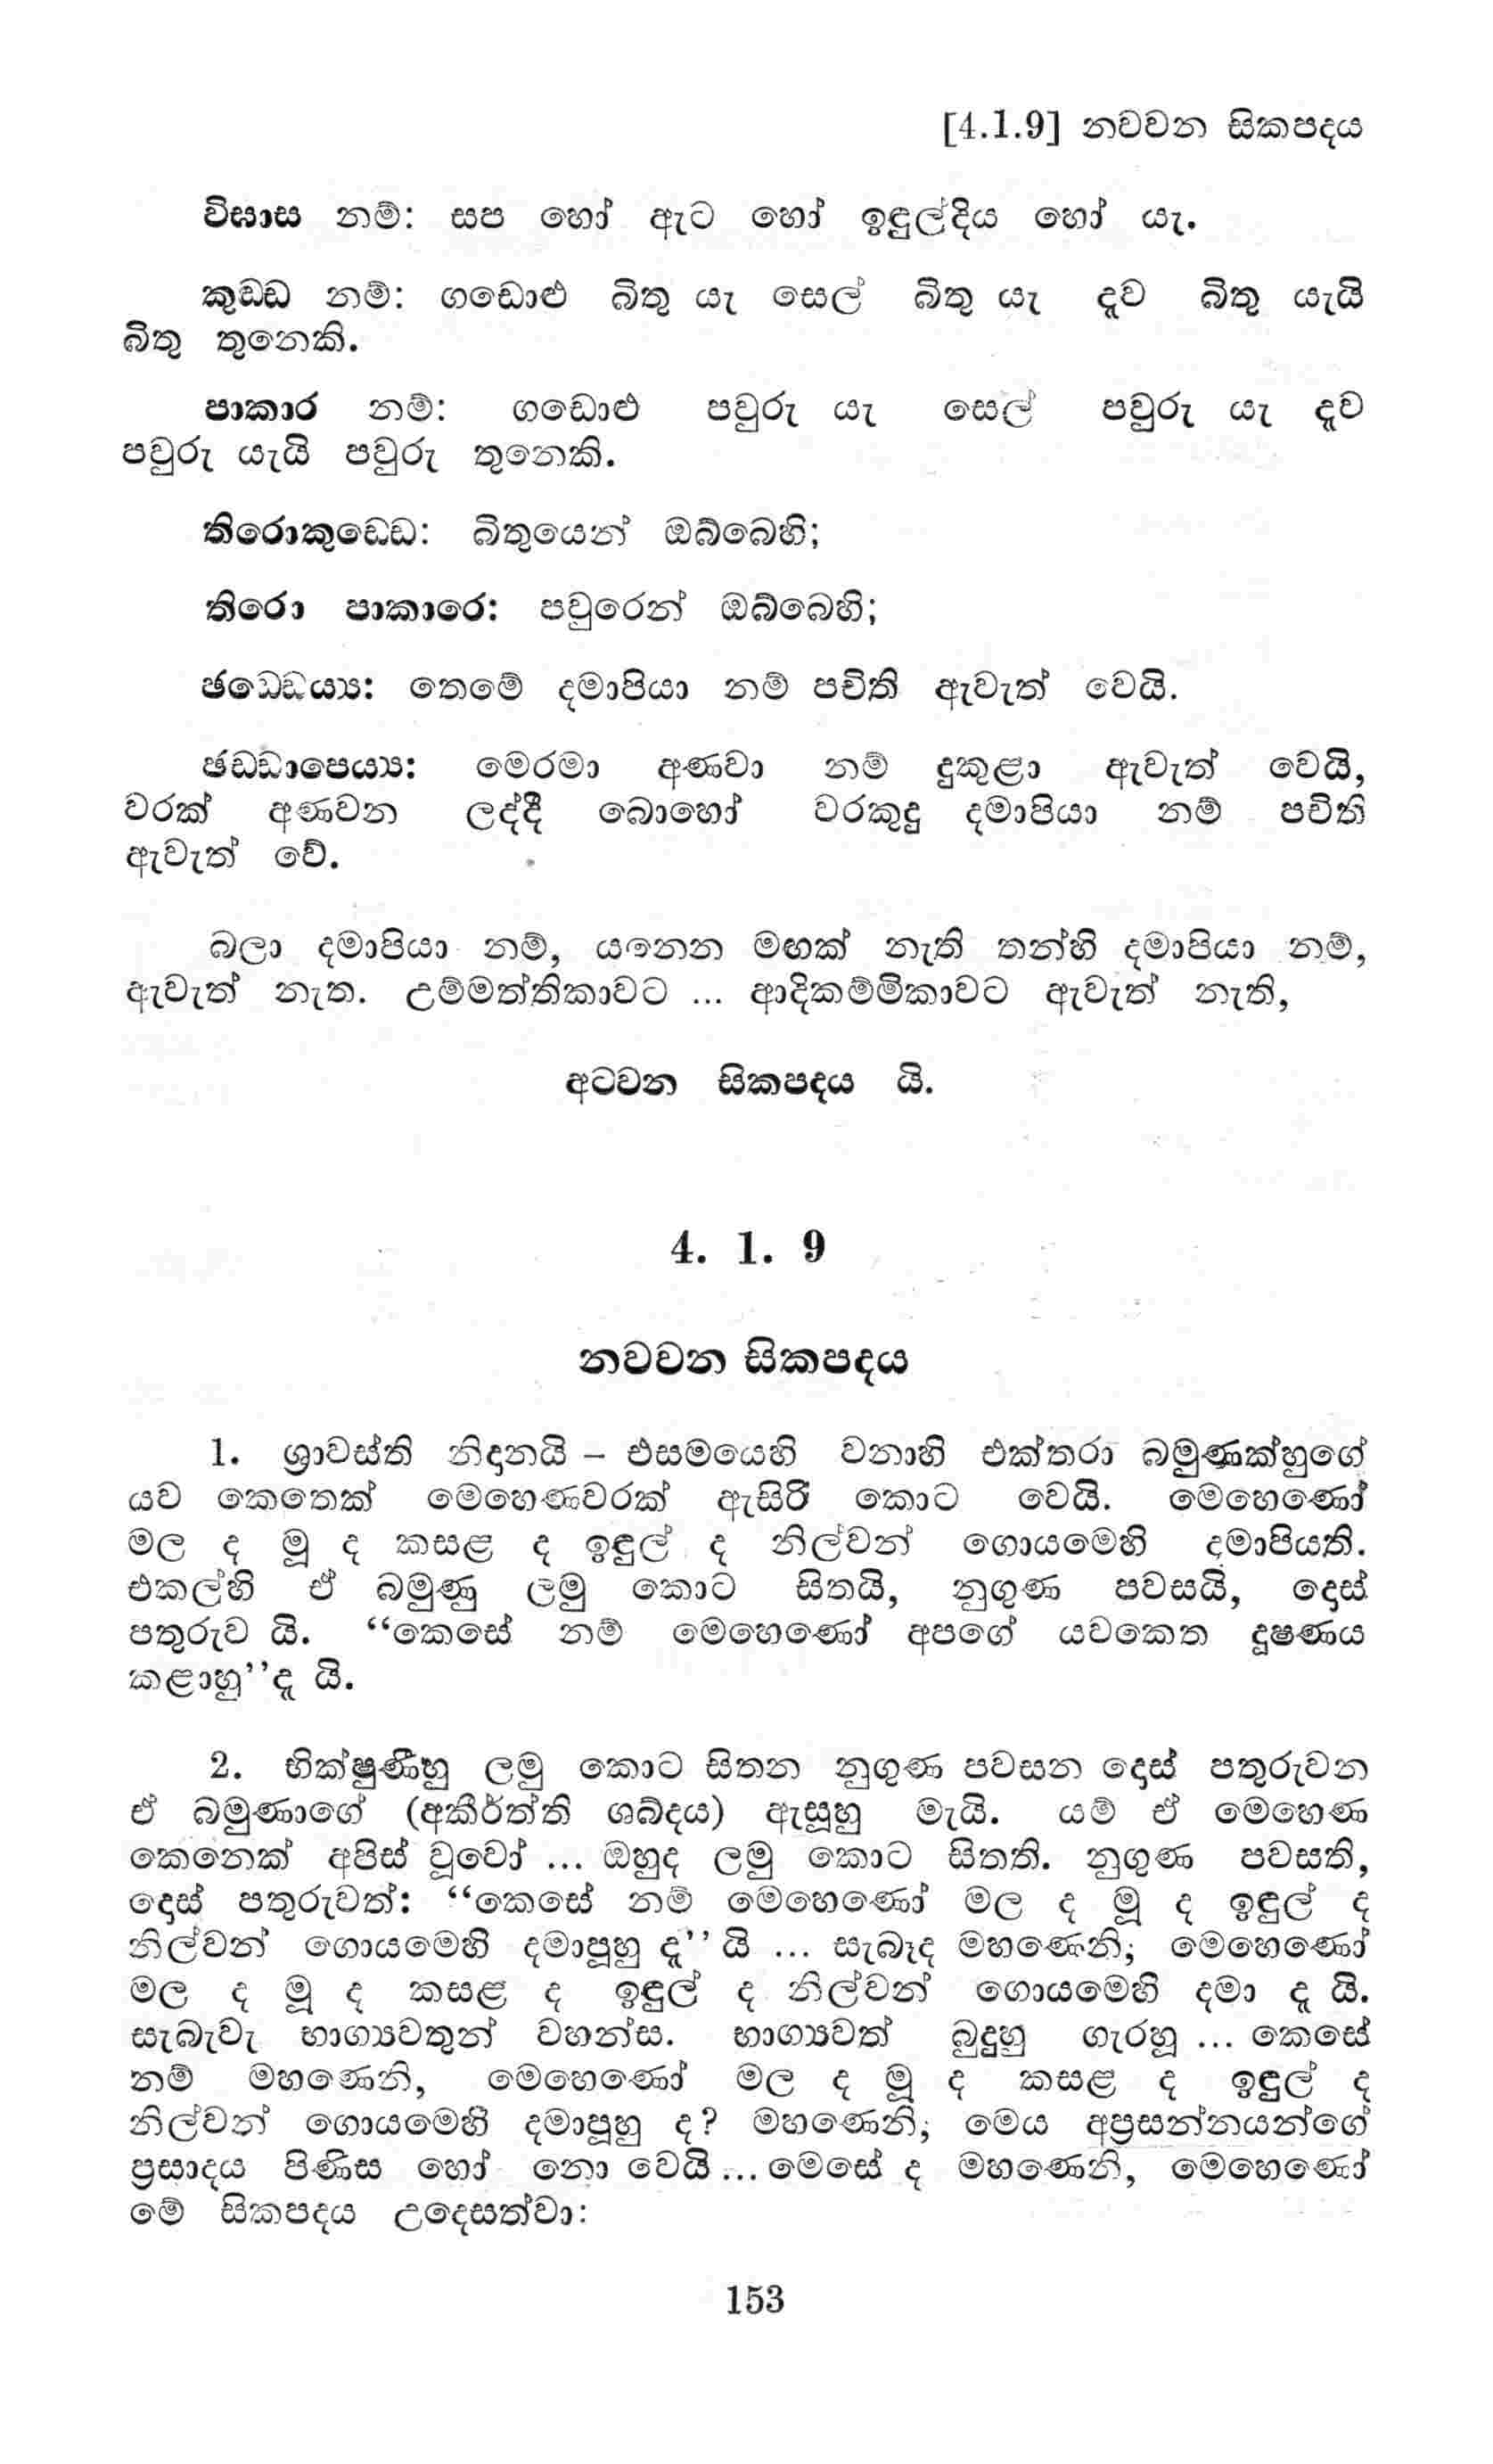 [4.1.9] නවවන සිකපදය
විඝාස නම්: සප හෝ ඇට හෝ ඉඳුල්දිය හෝ යැ.
කුඩ්ඩ නම්: ගඩොළු බිතු යැ සෙල් බිතු යැ දෑව බිතු යැයි
බිතු තුනෙකි.
පාකාර නම්: ගඩොළු පවුරු යැ සෙල් පවුරු යැ දෑව
පවුරු යැයි පවුරු තුනෙකි.
තිරොකුඩ්ඩෙ: බිතුයෙන් ඔබ්බෙහි;
තිරො පාකාරෙ: පවුරෙන් ඔබ්බෙහි;
ඡඩ්ඩෙය්‍ය: තෙමේ දමාපියා නම් පචිති ඇවැත් වෙයි.
ඡඩ්ඩාපෙය්‍ය: මෙරමා අණවා නම් දුකුළා ඇවැත් වෙයි,
වරක් අණවන ලද්දී බොහෝ වරකුදු දමාපියා නම් පචිති
ඇවැත් වේ.
බලා දමාපියා නම්, යනෙන මඟක් නැති තන්හි දමාපියා නම්,
ඇවැත් නැත. උම්මත්තිකාවට ... ආදිකම්මිකාවට ඇවැත් නැති,
අටවන සිකපදය යි.
4. 1. 9
නවවන සිකපදය
1. ශ්‍රාවස්ති නිදානයි – එසමයෙහි වනාහි එක්තරා බමුණක්හුගේ
යව කෙතෙක් මෙහෙණවරක් ඇසිරි කොට වෙයි. මෙහෙණෝ
මල ද මූ ද කසළ ද ඉඳුල් ද නිල්වන් ගොයමෙහි දමාපියති.
එකල්හි ඒ බමුණු ලමු කොට සිතයි, නුගුණ පවසයි, දොස්
පතුරුව යි. “කෙසේ නම් මෙහෙණෝ අපගේ යවකෙත දූෂණය
කළාහු”දැ යි.
2. භික්ෂුණීහු ලමු කොට සිතන නුගුණ පවසන දොස් පතුරුවන
ඒ බමුණාගේ (අකීර්ත්ති ශබ්දය) ඇසූහු මැයි. යම් ඒ මෙහෙණ
කෙනෙක් අපිස් වූවෝ ... ඔහුද ලමු කොට සිතති. නුගුණ පවසති,
දොස් පතුරුවත්: “කෙසේ නම් මෙහෙණෝ මල ද මූ ද ඉඳුල් ද
නිල්වන් ගොයමෙහි දමාපූහු දැ” යි ... සැබෑද මහණෙනි; මෙහෙණෝ
මල ද මූ ද කසළ ද ඉඳුල් ද නිල්වන් ගොයමෙහි දමා දැ යි.
සැබැවැ භාග්‍යවතුන් වහන්ස. භාග්‍යවත් බුදුහු ගැරහූ ... කෙසේ
නම් මහණෙනි, මෙහෙණෝ මල ද මූ ද කසළ ද ඉඳුල් ද
නිල්වන් ගොයමෙහි දමාපූහු ද? මහණෙනි; මෙය අප්‍රසන්නයන්ගේ
ප්‍රසාදය පිණිස හෝ නො වෙයි ... මෙසේ ද මහණෙනි, මෙහෙණෝ
මේ සිකපදය උදෙසත්වා:
153